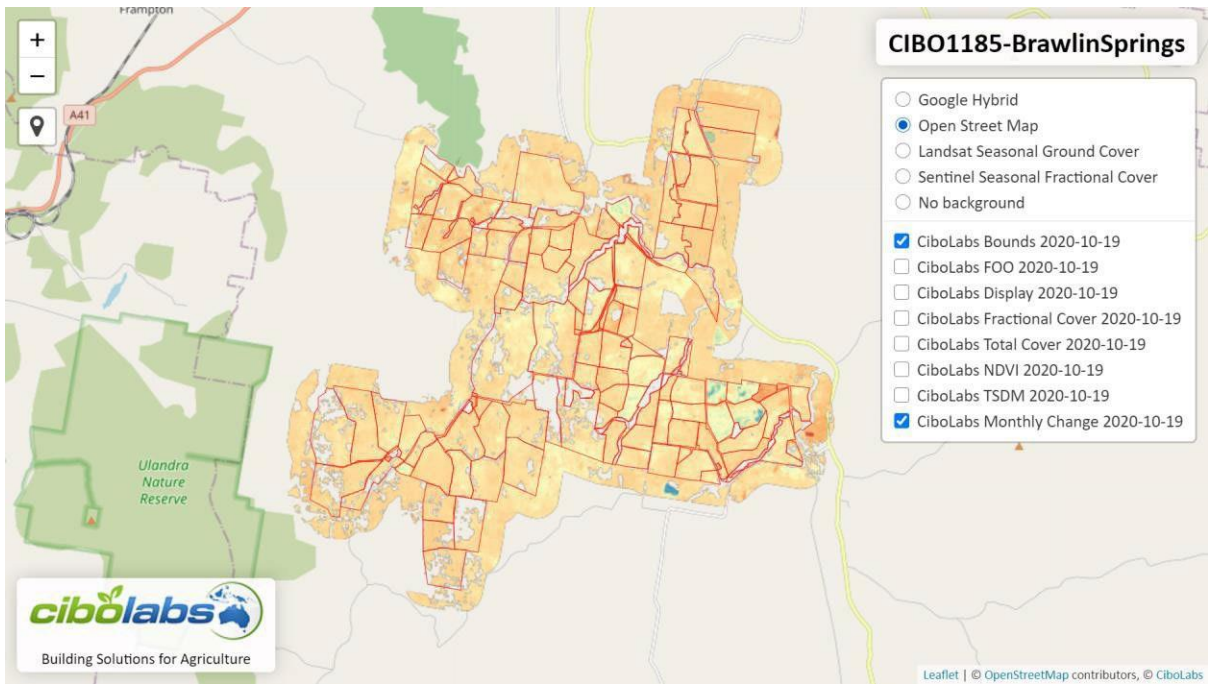 Frampton
+
−
A41
CIBO1185-BrawlinSprings
Google Hybrid
Open Street Map
Landsat Seasonal Ground Cover
Sentinel Seasonal Fractional Cover
No background
CiboLabs Bounds 2020-10-19
CiboLabs FOO 2020-10-19
CiboLabs Display 2020-10-19
CiboLabs Fractional Cover 2020-10-19
CiboLabs Total Cover 2020-10-19
CiboLabs NDVI 2020-10-19
CiboLabs TSDM 2020-10-19
CiboLabs Monthly Change 2020-10-19
Ulandra
Nature
Reserve
cibolabs
Building Solutions for Agriculture
Leaflet | © OpenStreetMap contributors, © CiboLabs